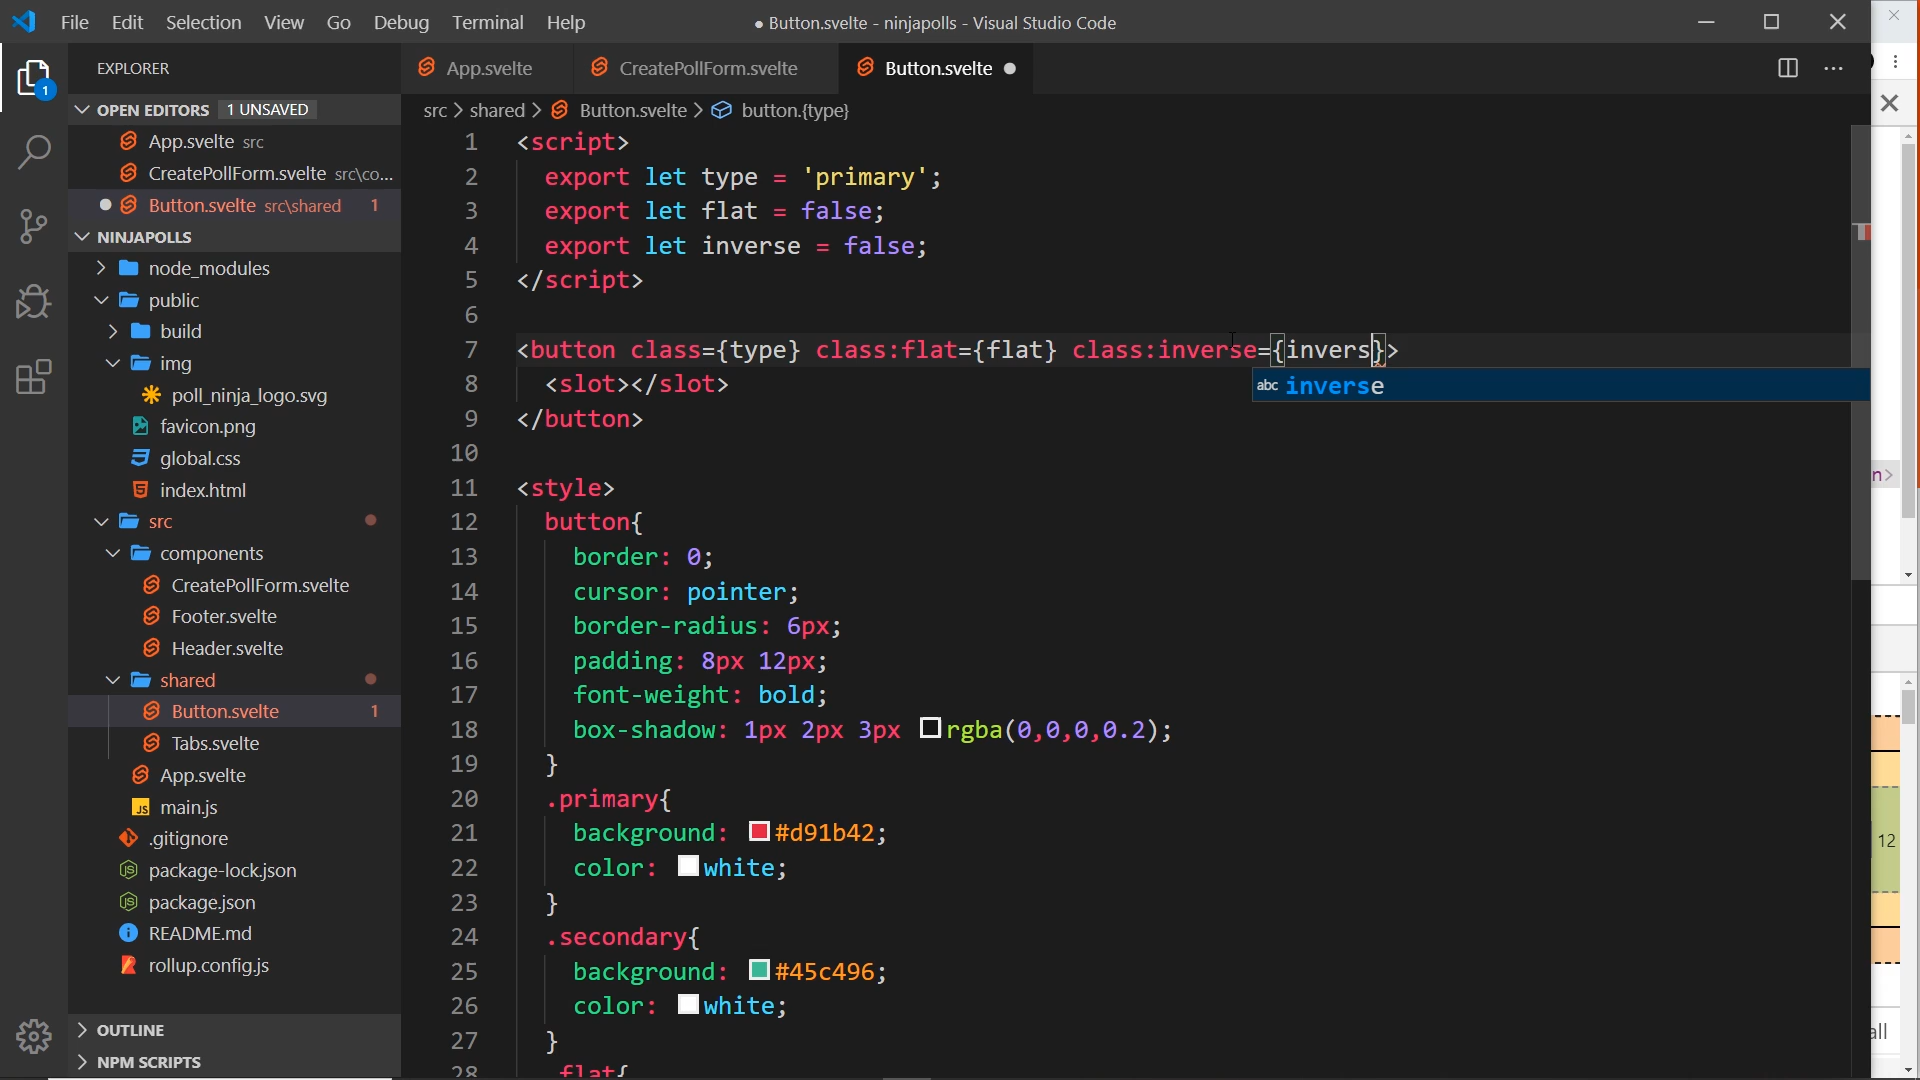 File Edit Selection View Go Debug Terminal Help
● Button.svelte - ninjapolls - Visual Studio Code
EXPLORER
OPEN EDITORS 1 UNSAVED
App.svelte src
CreatePollForm.svelte src\co...
Button.svelte src\shared 1
NINJAPOLLS
node_modules
public
build
img
poll_ninja_logo.svg
favicon.png
global.css
index.html
src
components
CreatePollForm.svelte
Footer.svelte
Header.svelte
shared
Button.svelte 1
Tabs.svelte
App.svelte
JS main.js
.gitignore
package-lock.json
package.json
README.md
rollup.config.js
OUTLINE
NPM SCRIPTS
1
App.svelte CreatePollForm.svelte Button.svelte
src > shared > Button.svelte > button.{type}
1 <script>
2 export let type = 'primary';
3 export let flat = false;
4 export let inverse = false;
5 </script>
6
7 <button class={type} class:flat={flat} class:inverse={invers}>
abc inverse
8 <slot></slot>
9 </button>
10
11 <style>
12 button{
13 border: 0;
14 cursor: pointer;
15 border-radius: 6px;
16 padding: 8px 12px;
17 font-weight: bold;
18 box-shadow: 1px 2px 3px rgba(0,0,0,0.2);
19 }
20 .primary{
21 background: #d91b42;
22 color: white;
23 }
24 .secondary{
25 background: #45c496;
26 color: white;
27 }
28 .flat{
n>
12
all